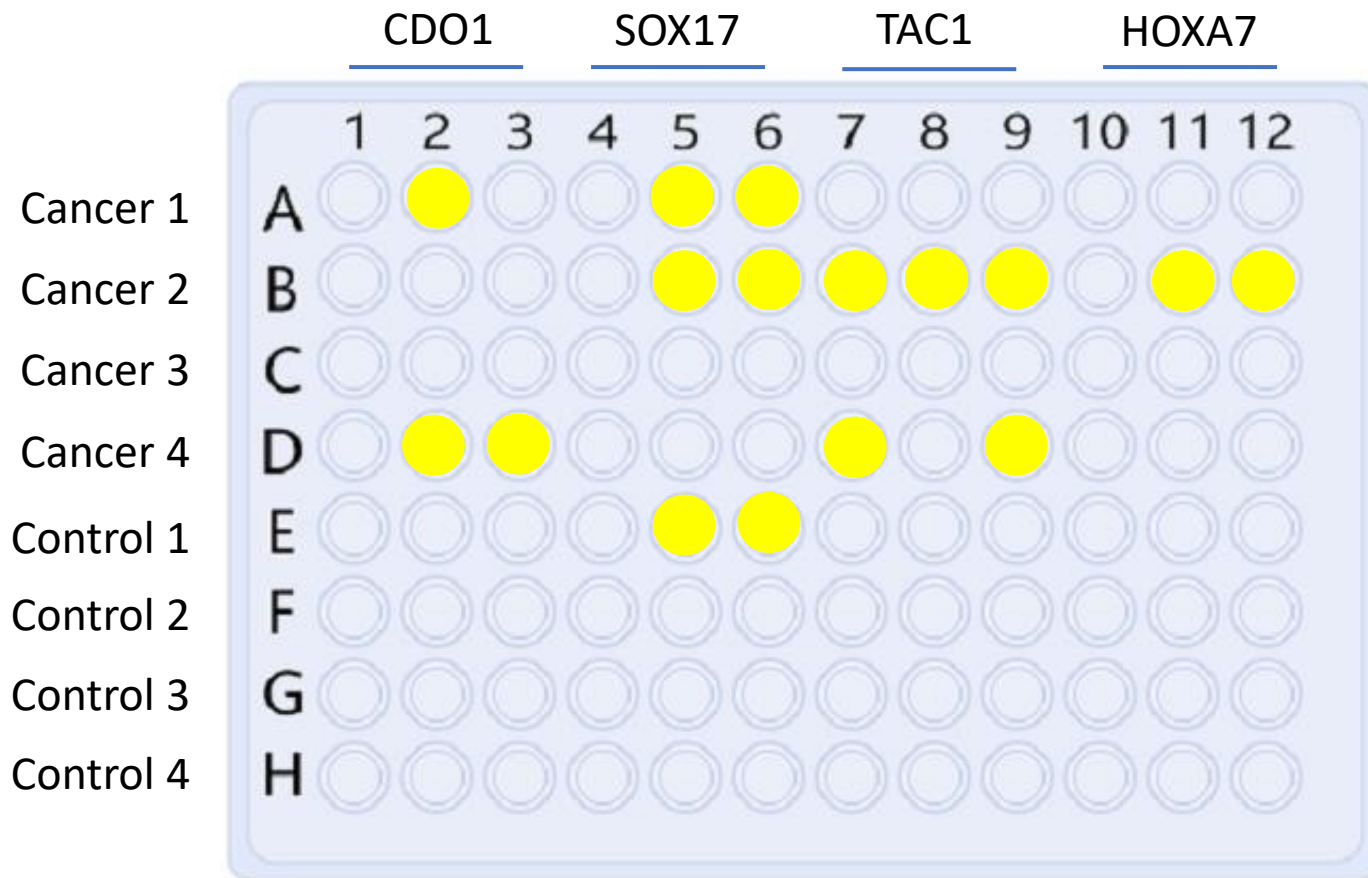 CDO1 SOX17 TAC1 HOXA7
1 2 3 4 5 6 7 8 9 10 11 12
Cancer 1 A
Cancer 2 B
Cancer 3 C
Cancer 4 D
Control 1 E
Control 2 F
Control 3 G
Control 4 H